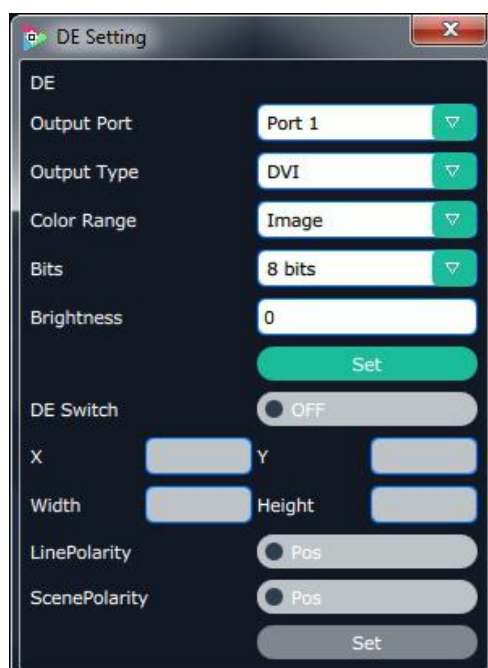 DE Setting
DE
Output Port Port 1
Output Type DVI
Color Range Image
Bits 8 bits
Brightness 0
Set
DE Switch OFF
X Y
Width Height
LinePolarity Pos
ScenePolarity Pos
Set